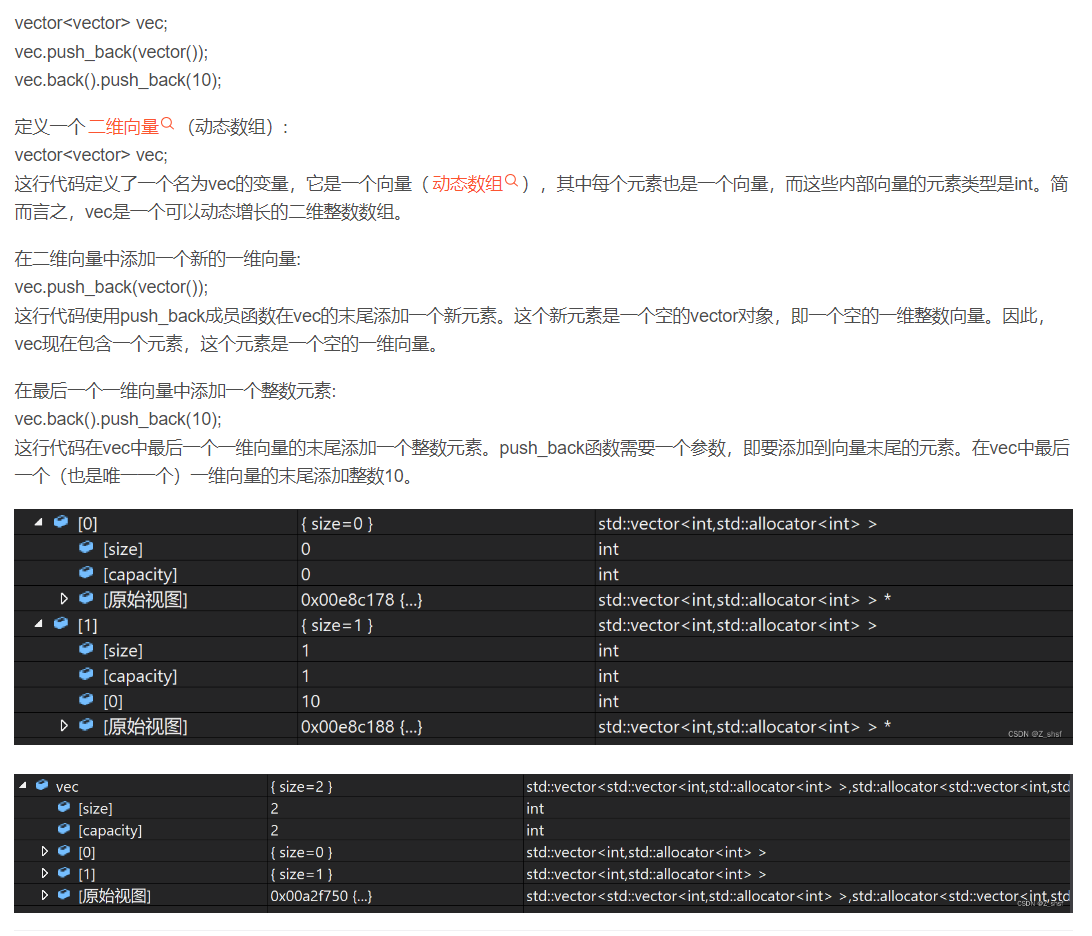 vector<vector> vec;
vec.push_back(vector());
vec.back().push_back(10);
定义一个二维向量（动态数组）:
vector<vector> vec;
这行代码定义了一个名为vec的变量，它是一个向量（动态数组），其中每个元素也是一个向量，而这些内部向量的元素类型是int。简
而言之，vec是一个可以动态增长的二维整数数组。
在二维向量中添加一个新的一维向量:
vec.push_back(vector());
这行代码使用push_back成员函数在vec的末尾添加一个新元素。这个新元素是一个空的vector对象，即一个空的一维整数向量。因此，
vec现在包含一个元素，这个元素是一个空的一维向量。
在最后一个一维向量中添加一个整数元素:
vec.back().push_back(10);
这行代码在vec中最后一个一维向量的末尾添加一个整数元素。push_back函数需要一个参数，即要添加到向量末尾的元素。在vec中最后
一个（也是唯一一个）一维向量的末尾添加整数10。
[0] { size=0 } std::vector<int,std::allocator<int> >
[size] 0 int
[capacity] 0 int
[原始视图] 0x00e8c178 {...} std::vector<int,std::allocator<int> > *
[1] { size=1 } std::vector<int,std::allocator<int> >
[size] 1 int
[capacity] 1 int
[0] 10 int
[原始视图] 0x00e8c188 {...} std::vector<int,std::allocator<int> > *
CSDN @Z_shsf
vec { size=2 } std::vector<std::vector<int,std::allocator<int> >,std::allocator<std::vector<int,std
[size] 2 int
[capacity] 2 int
[0] { size=0 } std::vector<int,std::allocator<int> >
[1] { size=1 } std::vector<int,std::allocator<int> >
[原始视图] 0x00a2f750 {...} std::vector<std::vector<int,std::allocator<int> >,std::allocator<std::vector<int,std
CSDN @Z_shsf